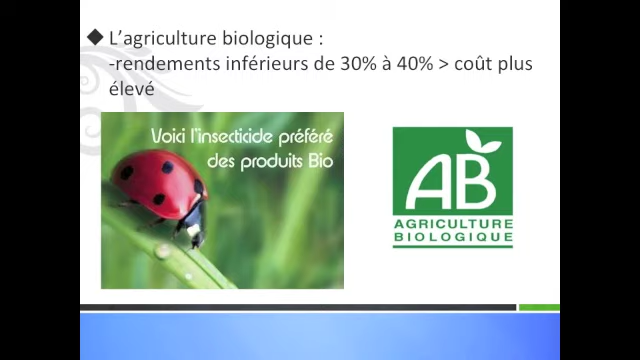 L'agriculture biologique :
-rendements inférieurs de 30% à 40% > coût plus
élevé
Voici l'insecticide préféré
des produits Bio
AB
AGRICULTURE
BIOLOGIQUE